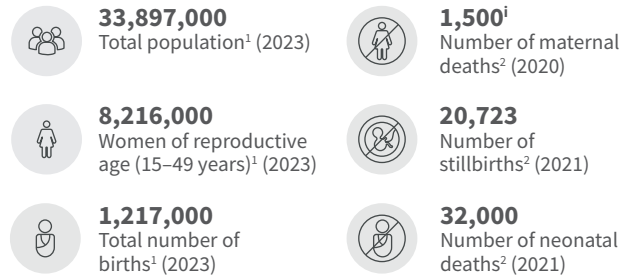 33,897,000
Total population¹ (2023)
8,216,000
Women of reproductive
age (15–49 years)¹ (2023)
1,217,000
Total number of
births¹ (2023)
1,500ⁱ
Number of maternal
deaths² (2020)
20,723
Number of
stillbirths² (2021)
32,000
Number of neonatal
deaths² (2021)